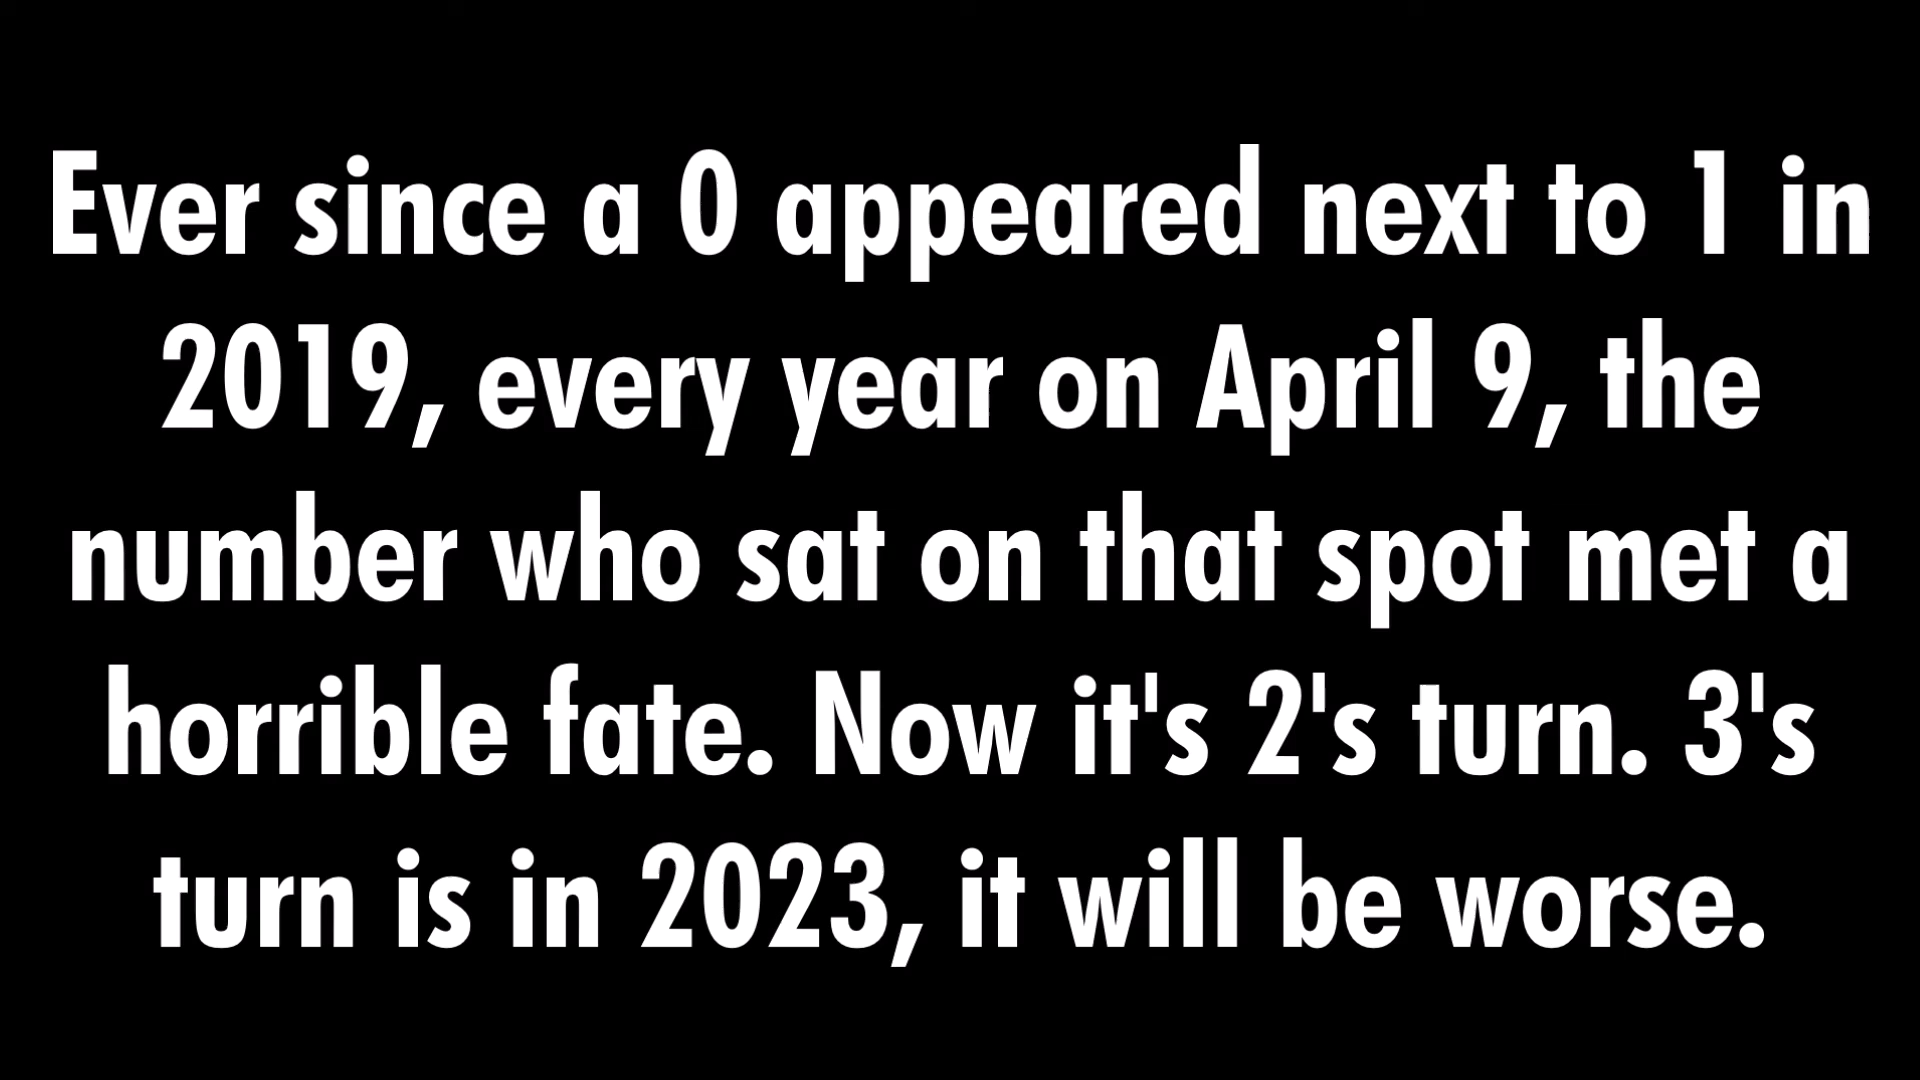 Ever since a 0 appeared next to 1 in
2019, every year on April 9, the
number who sat on that spot met a
horrible fate. Now it's 2's turn. 3's
turn is in 2023, it will be worse.